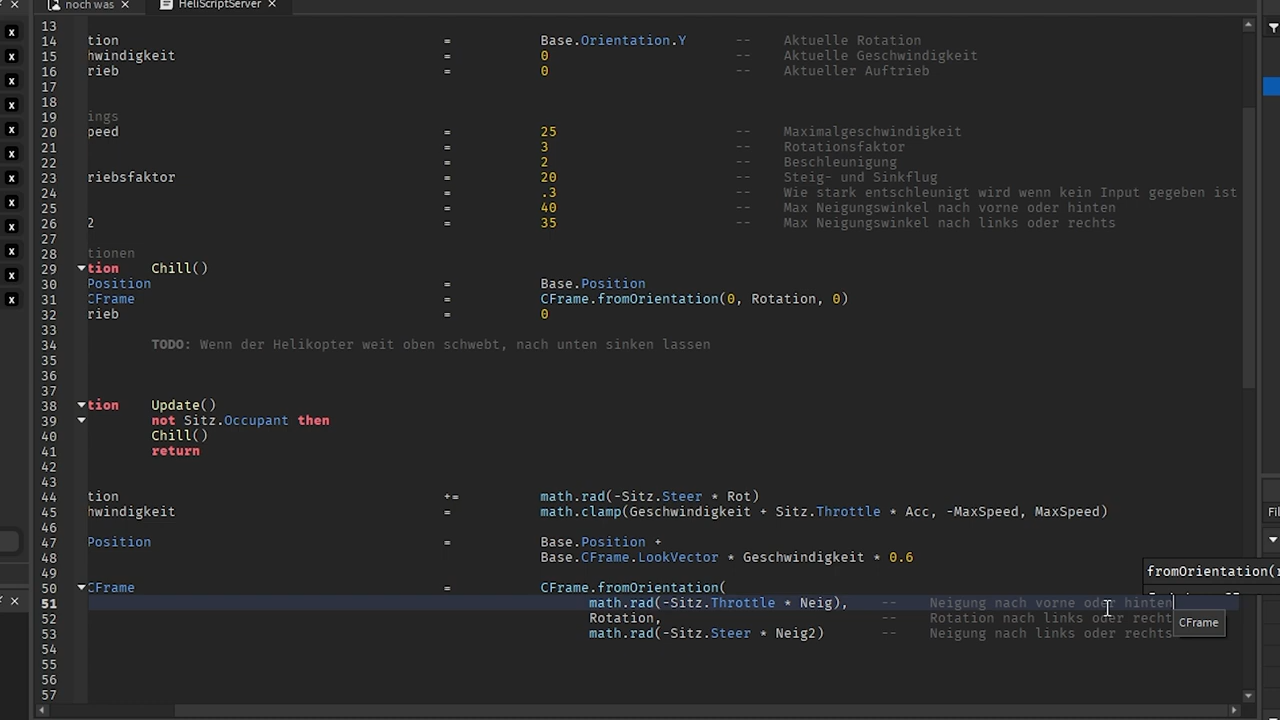 noch was × HeliScriptServer ×
13
14 tion = Base.Orientation.Y -- Aktuelle Rotation
15 hwindigkeit = 0 -- Aktuelle Geschwindigkeit
16 rieb = 0 -- Aktueller Auftrieb
17
18
19 ings
20 peed = 25 -- Maximalgeschwindigkeit
21 = 3 -- Rotationsfaktor
22 = 2 -- Beschleunigung
23 riebsfaktor = 20 -- Steig- und Sinkflug
24 = .3 -- Wie stark entschleunigt wird wenn kein Input gegeben ist
25 = 40 -- Max Neigungswinkel nach vorne oder hinten
26 2 = 35 -- Max Neigungswinkel nach links oder rechts
27
28 tionen
29 tion Chill()
30 Position = Base.Position
31 CFrame = CFrame.fromOrientation(0, Rotation, 0)
32 rieb = 0
33
34 TODO: Wenn der Helikopter weit oben schwebt, nach unten sinken lassen
35
36
37
38 tion Update()
39 not Sitz.Occupant then
40 Chill()
41 return
42
43
44 tion += math.rad(-Sitz.Steer * Rot)
45 hwindigkeit = math.clamp(Geschwindigkeit + Sitz.Throttle * Acc, -MaxSpeed, MaxSpeed)
46
47 Position = Base.Position +
48 Base.CFrame.LookVector * Geschwindigkeit * 0.6
49
fromOrientation(
50 CFrame = CFrame.fromOrientation(
51 math.rad(-Sitz.Throttle * Neig), -- Neigung nach vorne oder hinten
52 Rotation, -- Rotation nach links oder recht
CFrame
53 math.rad(-Sitz.Steer * Neig2) -- Neigung nach links oder rechts
54
55
56
57